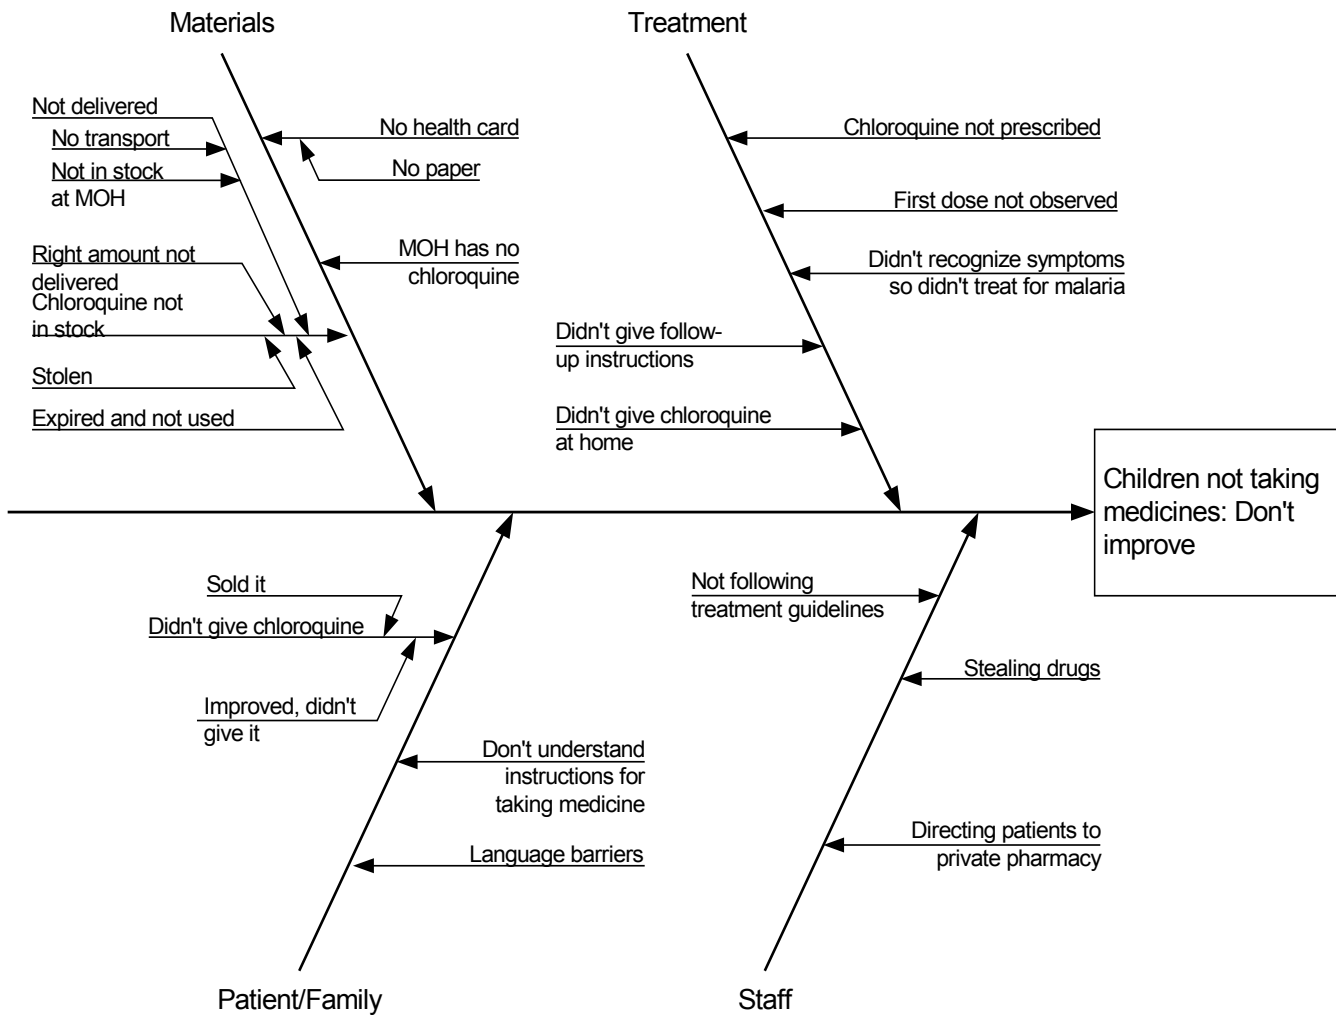 Materials
Treatment
Not delivered
No transport
Not in stock
at MOH
No health card
No paper
Right amount not
delivered
MOH has no
chloroquine
Chloroquine not
in stock
Stolen
Expired and not used
Chloroquine not prescribed
First dose not observed
Didn't recognize symptoms
so didn't treat for malaria
Didn't give follow-
up instructions
Didn't give chloroquine
at home
Children not taking
medicines: Don't
improve
Sold it
Didn't give chloroquine
Improved, didn't
give it
Don't understand
instructions for
taking medicine
Language barriers
Not following
treatment guidelines
Stealing drugs
Directing patients to
private pharmacy
Patient/Family
Staff